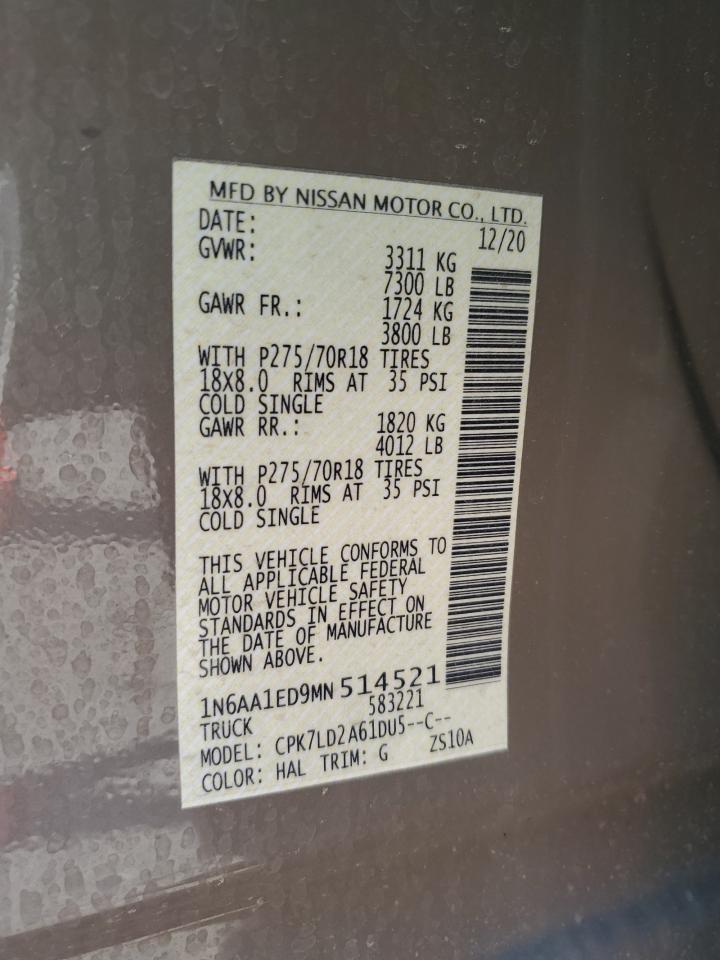 MFD BY NISSAN MOTOR CO., LTD.
DATE: 12/20
GVWR: 3311 KG
7300 LB
GAWR FR.: 1724 KG
3800 LB
WITH P275/70R18 TIRES
18X8.0 RIMS AT 35 PSI
COLD SINGLE
GAWR RR.: 1820 KG
4012 LB
WITH P275/70R18 TIRES
18X8.0 RIMS AT 35 PSI
COLD SINGLE
THIS VEHICLE CONFORMS TO
ALL APPLICABLE FEDERAL
MOTOR VEHICLE SAFETY
STANDARDS IN EFFECT ON
THE DATE OF MANUFACTURE
SHOWN ABOVE.
1N6AA1ED9MN514521
TRUCK 583221
MODEL: CPK7LD2A61DU5--C--
COLOR: HAL TRIM: G ZS10A